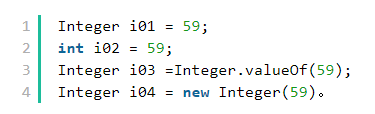 1 Integer i01 = 59;
2 int i02 = 59;
3 Integer i03 =Integer.valueOf(59);
4 Integer i04 = new Integer(59)。